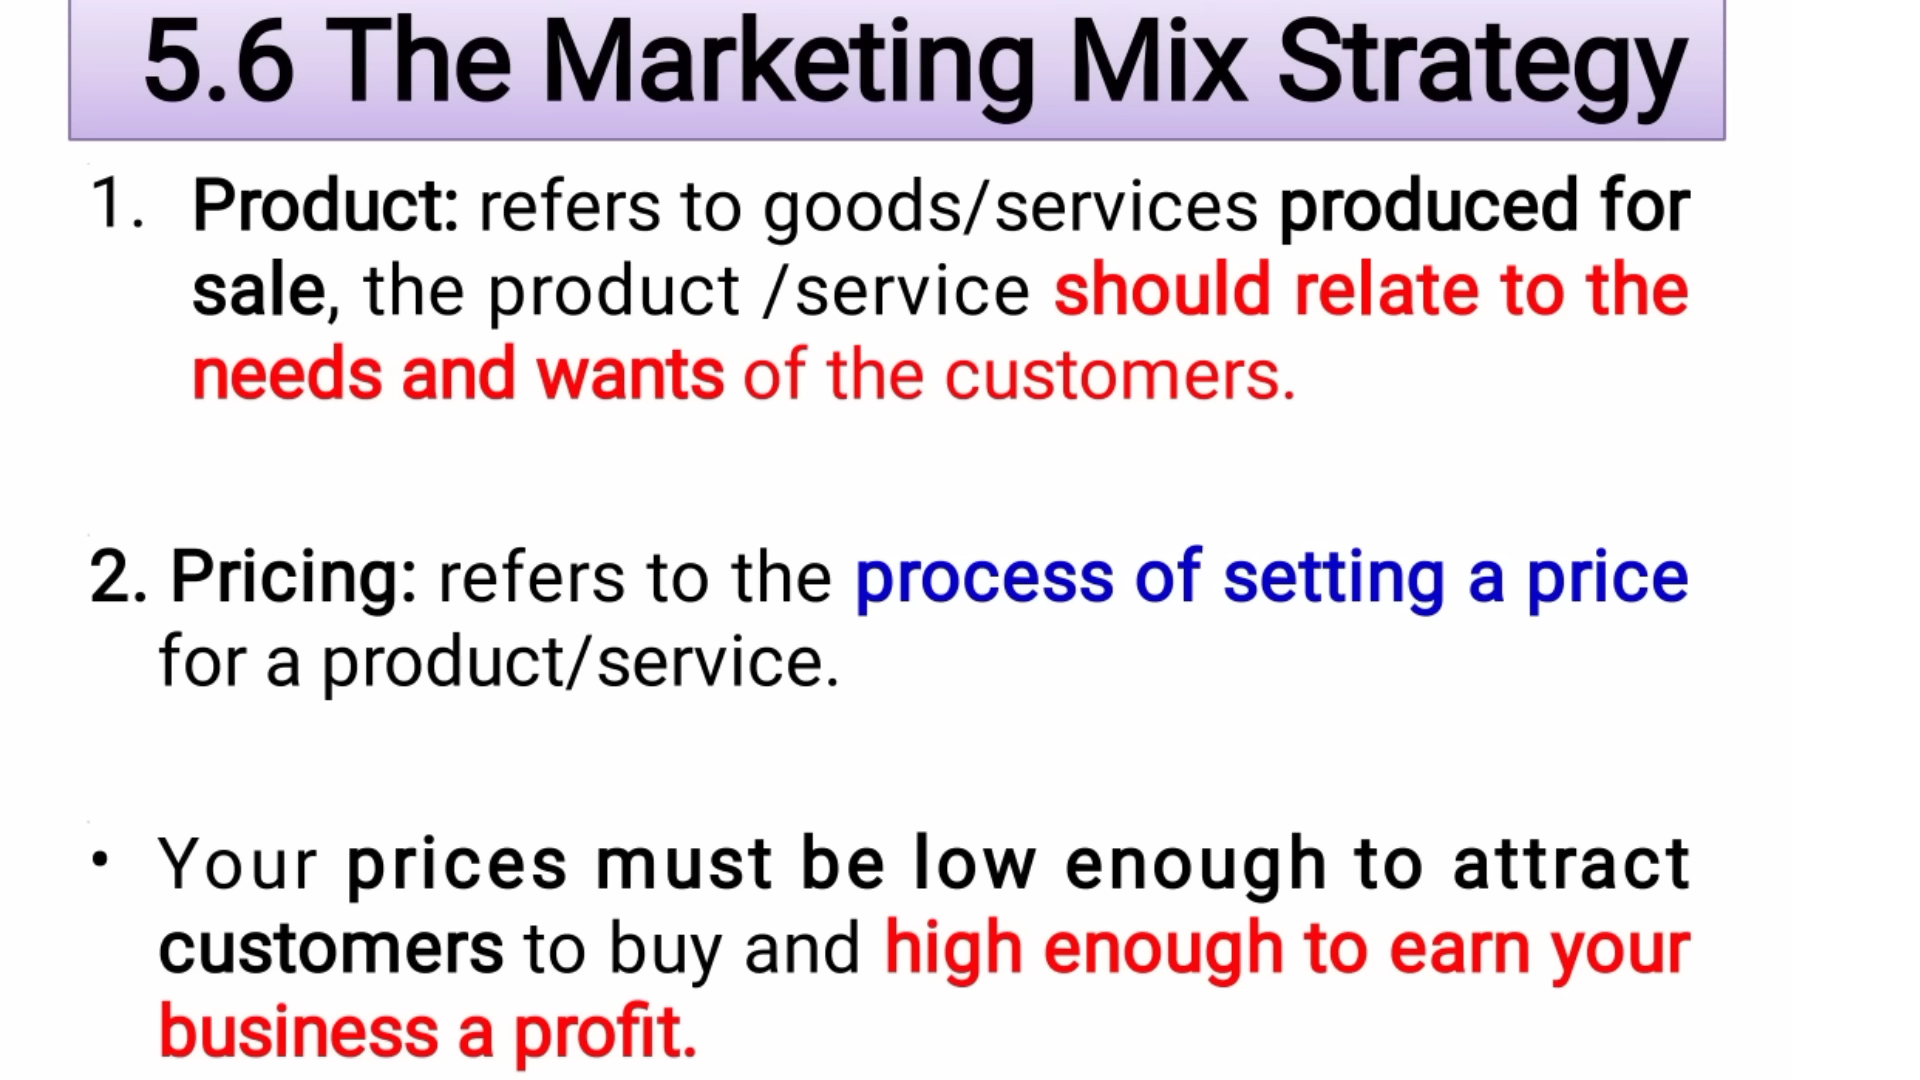 5.6 The Marketing Mix Strategy
1. Product: refers to goods/services produced for
sale, the product /service should relate to the
needs and wants of the customers.
2. Pricing: refers to the process of setting a price
for a product/service.
• Your prices must be low enough to attract
customers to buy and high enough to earn your
business a profit.